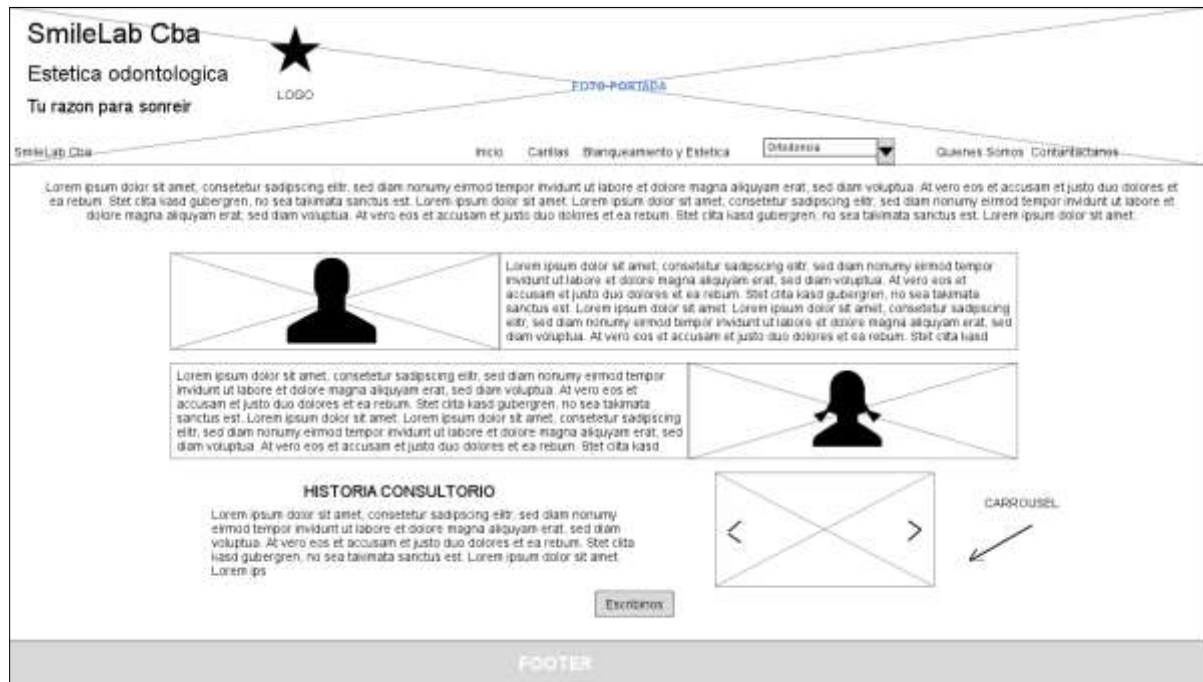 SmileLab Cba
Estetica odontologica
Tu razon para sonreir
LOGO
FOTO PORTADA
SmileLab Cba
Inicio Carillas Blanqueamiento y Estetica Ortodoncia Quienes Somos Contantactanos
Lorem ipsum dolor sit amet, consetetur sadipscing elitr, sed diam nonumy eirmod tempor invidunt ut labore et dolore magna aliquyam erat, sed diam voluptua. At vero eos et accusam et justo duo dolores et
ea rebum. Stet clita kasd gubergren, no sea takimata sanctus est. Lorem ipsum dolor sit amet. Lorem ipsum dolor sit amet, consetetur sadipscing elitr, sed diam nonumy eirmod tempor invidunt ut labore et
dolore magna aliquyam erat, sed diam voluptua. At vero eos et accusam et justo duo dolores et ea rebum. Stet clita kasd gubergren, no sea takimata sanctus est. Lorem ipsum dolor sit amet.
Lorem ipsum dolor sit amet, consetetur sadipscing elitr, sed diam nonumy eirmod tempor
invidunt ut labore et dolore magna aliquyam erat, sed diam voluptua. At vero eos et
accusam et justo duo dolores et ea rebum. Stet clita kasd gubergren, no sea takimata
sanctus est. Lorem ipsum dolor sit amet. Lorem ipsum dolor sit amet, consetetur sadipscing
elitr, sed diam nonumy eirmod tempor invidunt ut labore et dolore magna aliquyam erat, sed
diam voluptua. At vero eos et accusam et justo duo dolores et ea rebum. Stet clita kasd
Lorem ipsum dolor sit amet, consetetur sadipscing elitr, sed diam nonumy eirmod tempor
invidunt ut labore et dolore magna aliquyam erat, sed diam voluptua. At vero eos et
accusam et justo duo dolores et ea rebum. Stet clita kasd gubergren, no sea takimata
sanctus est. Lorem ipsum dolor sit amet. Lorem ipsum dolor sit amet, consetetur sadipscing
elitr, sed diam nonumy eirmod tempor invidunt ut labore et dolore magna aliquyam erat, sed
diam voluptua. At vero eos et accusam et justo duo dolores et ea rebum. Stet clita kasd
HISTORIA CONSULTORIO
Lorem ipsum dolor sit amet, consetetur sadipscing elitr, sed diam nonumy
eirmod tempor invidunt ut labore et dolore magna aliquyam erat, sed diam
voluptua. At vero eos et accusam et justo duo dolores et ea rebum. Stet clita
kasd gubergren, no sea takimata sanctus est. Lorem ipsum dolor sit amet.
Lorem ips
CARROUSEL
Escribinos
FOOTER